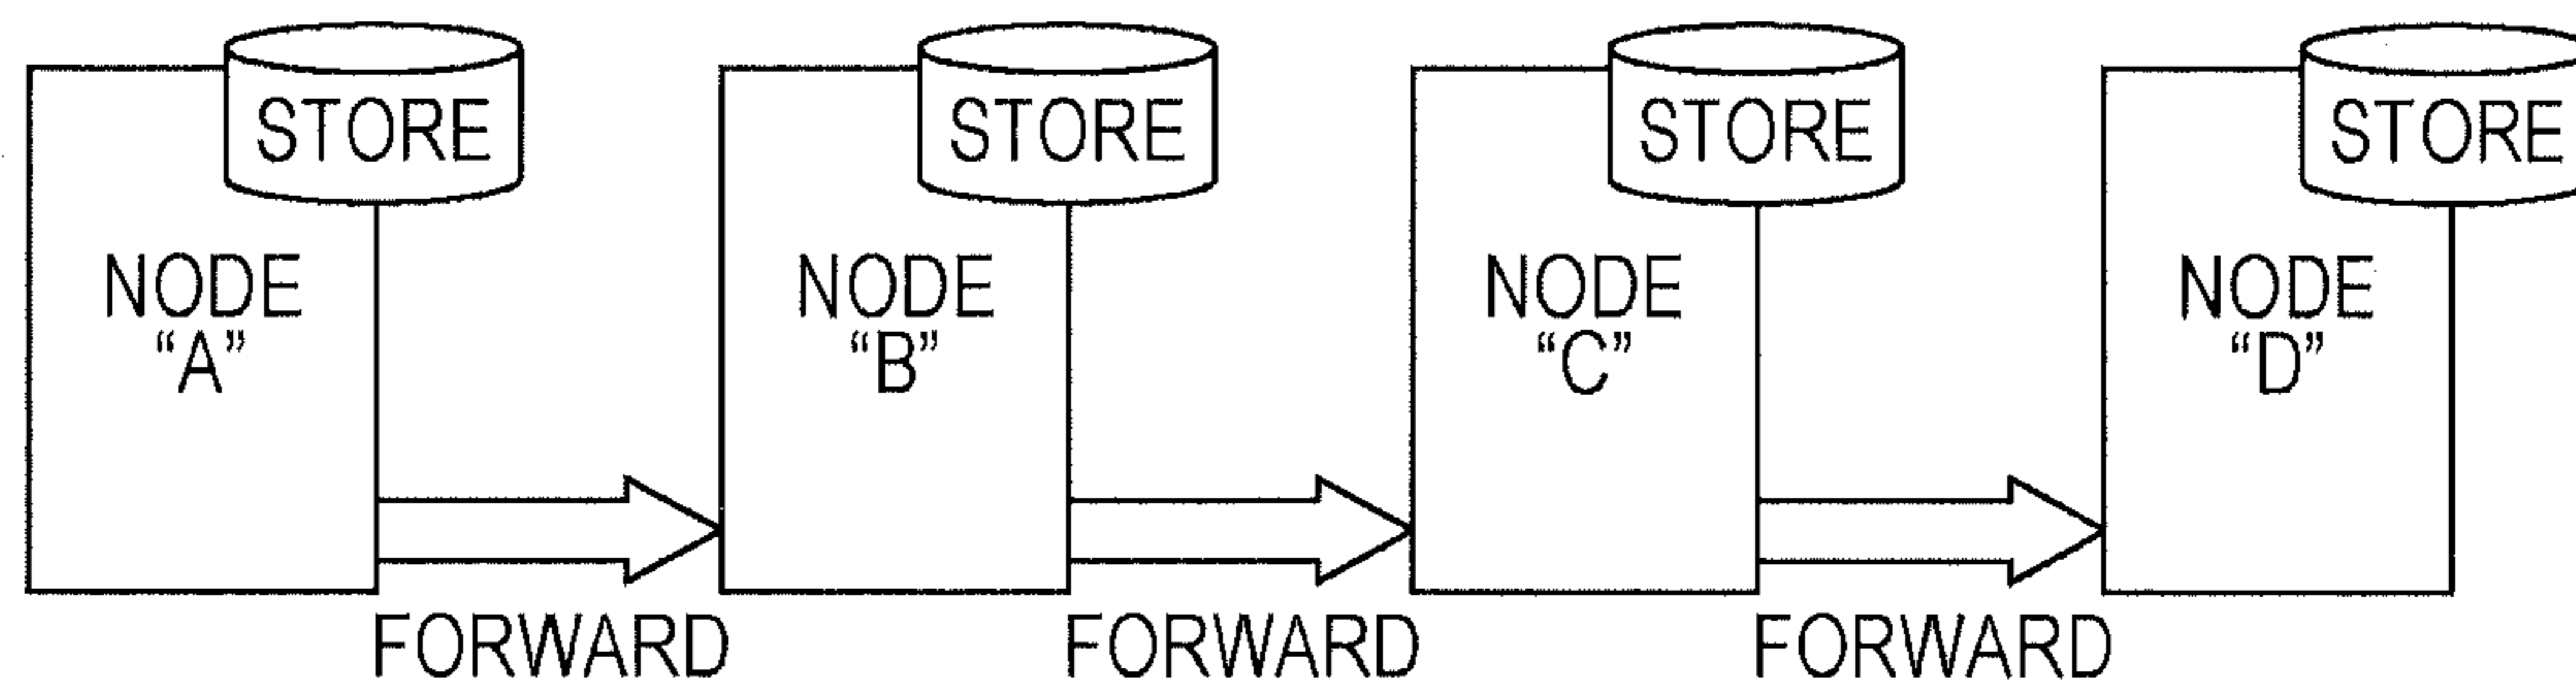 STORE STORE STORE STORE
NODE NODE NODE NODE
“A” “B” “C” “D”
FORWARD FORWARD FORWARD